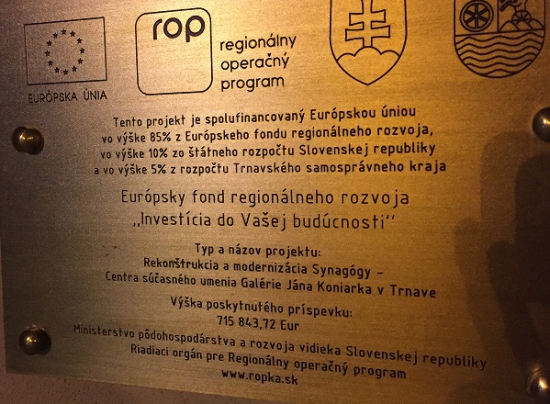 rop
regionálny
operačný
program
EURÓPSKA ÚNIA
Tento projekt je spolufinancovaný Európskou úniou
vo výške 85% z Európskeho fondu regionálneho rozvoja,
vo výške 10% zo štátneho rozpočtu Slovenskej republiky
a vo výške 5% z rozpočtu Trnavského samosprávneho kraja
Európsky fond regionálneho rozvoja
„Investícia do Vašej budúcnosti"
Typ a názov projektu:
Rekonštrukcia a modernizácia Synagógy –
Centra súčasného umenia Galérie Jána Koniarka v Trnave
Výška poskytnutého príspevku:
715 843,72 Eur
Ministerstvo pôdohospodárstva a rozvoja vidieka Slovenskej republiky
Riadiaci orgán pre Regionálny operačný program
www.ropka.sk